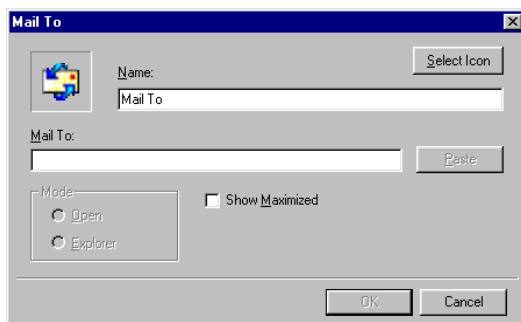 Mail To
Select Icon
Name:
Mail To
Mail To:
Paste
Mode
Open
Explorer
Show Maximized
OK
Cancel